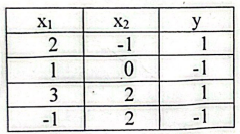 x₁ x₂ y
2 -1 1
1 0 -1
3 2 1
-1 2 -1